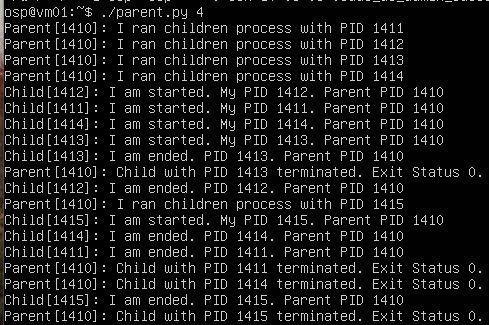 osp@vm01:~$ ./parent.py 4
Parent[1410]: I ran children process with PID 1411
Parent[1410]: I ran children process with PID 1412
Parent[1410]: I ran children process with PID 1413
Parent[1410]: I ran children process with PID 1414
Child[1412]: I am started. My PID 1412. Parent PID 1410
Child[1411]: I am started. My PID 1411. Parent PID 1410
Child[1414]: I am started. My PID 1414. Parent PID 1410
Child[1413]: I am started. My PID 1413. Parent PID 1410
Child[1413]: I am ended. PID 1413. Parent PID 1410
Parent[1410]: Child with PID 1413 terminated. Exit Status 0.
Child[1412]: I am ended. PID 1412. Parent PID 1410
Parent[1410]: I ran children process with PID 1415
Child[1415]: I am started. My PID 1415. Parent PID 1410
Child[1414]: I am ended. PID 1414. Parent PID 1410
Child[1411]: I am ended. PID 1411. Parent PID 1410
Parent[1410]: Child with PID 1411 terminated. Exit Status 0.
Parent[1410]: Child with PID 1414 terminated. Exit Status 0.
Child[1415]: I am ended. PID 1415. Parent PID 1410
Parent[1410]: Child with PID 1415 terminated. Exit Status 0.